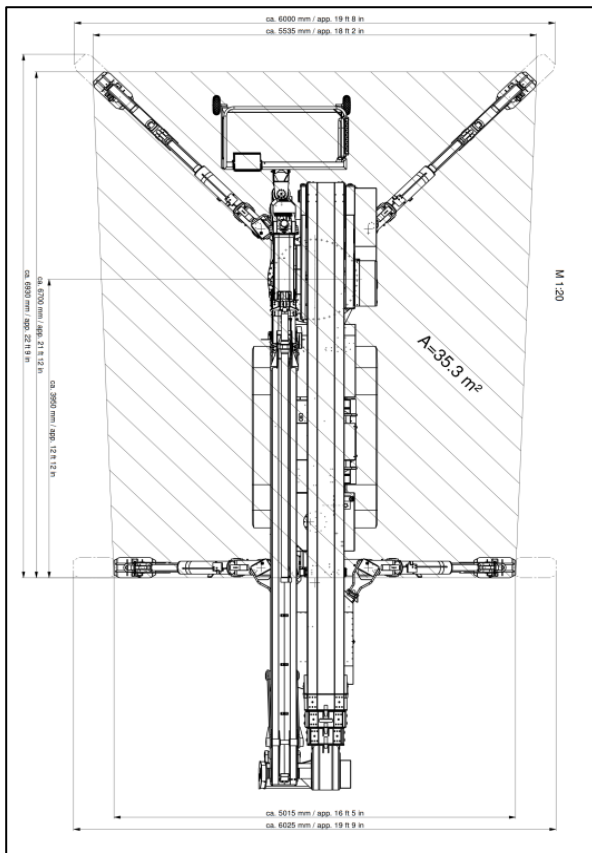 ca. 6000 mm / app. 19 ft 8 in
ca. 5535 mm / app. 18 ft 2 in
ca. 6930 mm / app. 22 ft 9 in
ca. 6700 mm / app. 21 ft 12 in
ca. 3950 mm / app. 12 ft 12 in
M 1:20
A=35.3 m²
ca. 5015 mm / app. 16 ft 5 in
ca. 6025 mm / app. 19 ft 9 in